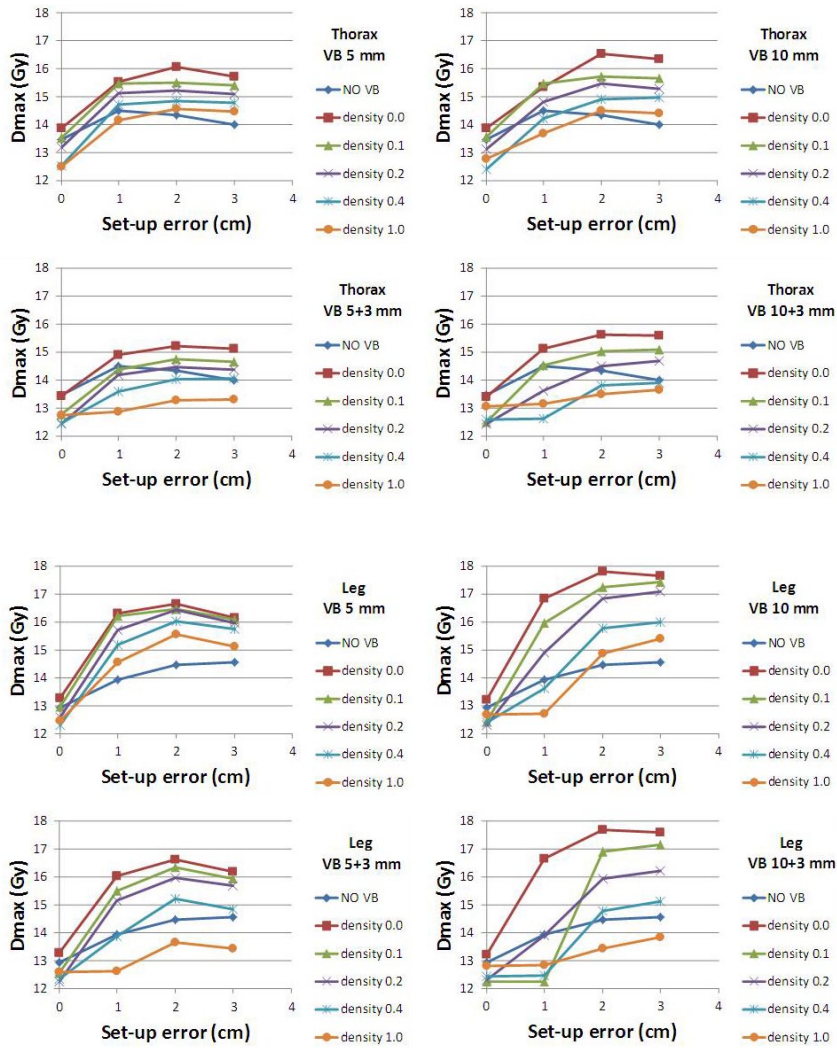 Thorax
VB 5 mm
Dmax (Gy)
18
17
16
15
14
13
12
0 1 2 3 4
Set-up error (cm)
NO VB
density 0.0
density 0.1
density 0.2
density 0.4
density 1.0
Thorax
VB 10 mm
Dmax (Gy)
18
17
16
15
14
13
12
0 1 2 3 4
Set-up error (cm)
NO VB
density 0.0
density 0.1
density 0.2
density 0.4
density 1.0
Thorax
VB 5+3 mm
Dmax (Gy)
18
17
16
15
14
13
12
0 1 2 3 4
Set-up error (cm)
NO VB
density 0.0
density 0.1
density 0.2
density 0.4
density 1.0
Thorax
VB 10+3 mm
Dmax (Gy)
18
17
16
15
14
13
12
0 1 2 3 4
Set-up error (cm)
NO VB
density 0.0
density 0.1
density 0.2
density 0.4
density 1.0
Leg
VB 5 mm
Dmax (Gy)
18
17
16
15
14
13
12
0 1 2 3 4
Set-up error (cm)
NO VB
density 0.0
density 0.1
density 0.2
density 0.4
density 1.0
Leg
VB 10 mm
Dmax (Gy)
18
17
16
15
14
13
12
0 1 2 3 4
Set-up error (cm)
NO VB
density 0.0
density 0.1
density 0.2
density 0.4
density 1.0
Leg
VB 5+3 mm
Dmax (Gy)
18
17
16
15
14
13
12
0 1 2 3 4
Set-up error (cm)
NO VB
density 0.0
density 0.1
density 0.2
density 0.4
density 1.0
Leg
VB 10+3 mm
Dmax (Gy)
18
17
16
15
14
13
12
0 1 2 3 4
Set-up error (cm)
NO VB
density 0.0
density 0.1
density 0.2
density 0.4
density 1.0